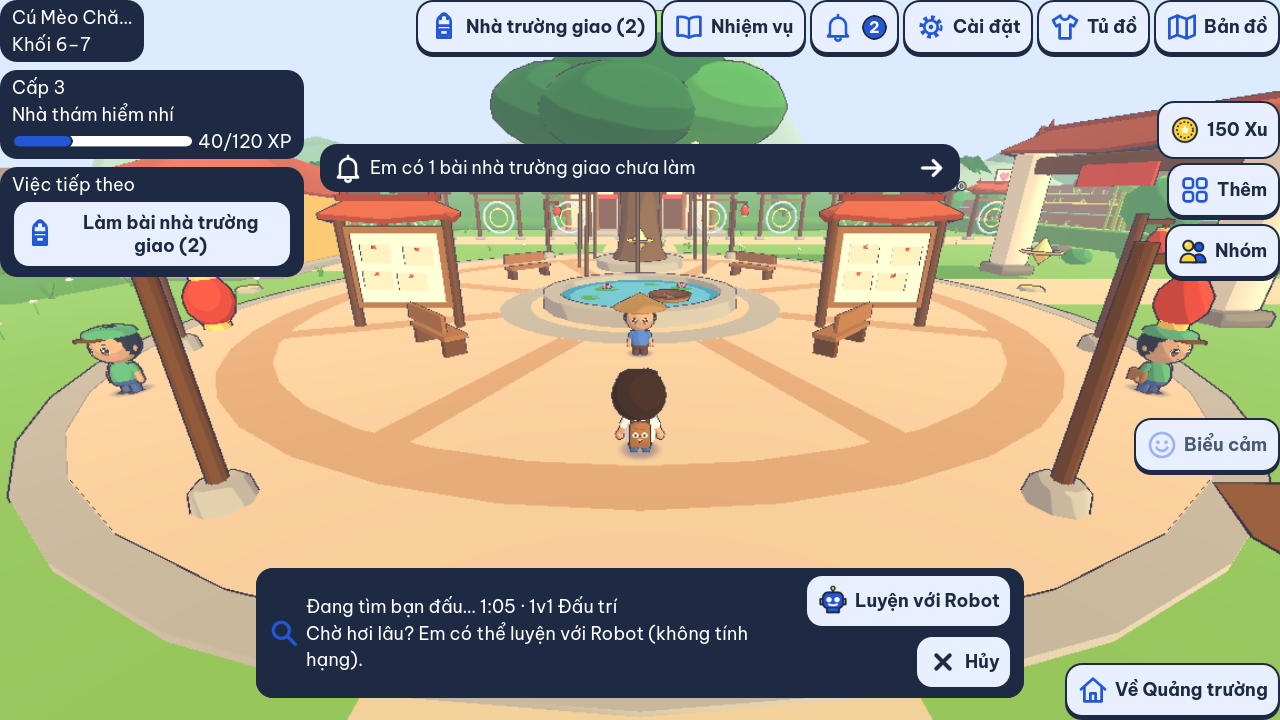 Cú Mèo Chă...
Khối 6–7
Nhà trường giao (2)
Nhiệm vụ
2
Cài đặt
Tủ đồ
Bản đồ
Cấp 3
Nhà thám hiểm nhí
40/120 XP
150 Xu
Em có 1 bài nhà trường giao chưa làm
Thêm
Việc tiếp theo
Làm bài nhà trường
giao (2)
Nhóm
Biểu cảm
Đang tìm bạn đấu... 1:05 · 1v1 Đấu trí
Chờ hơi lâu? Em có thể luyện với Robot (không tính
hạng).
Luyện với Robot
Hủy
Về Quảng trường